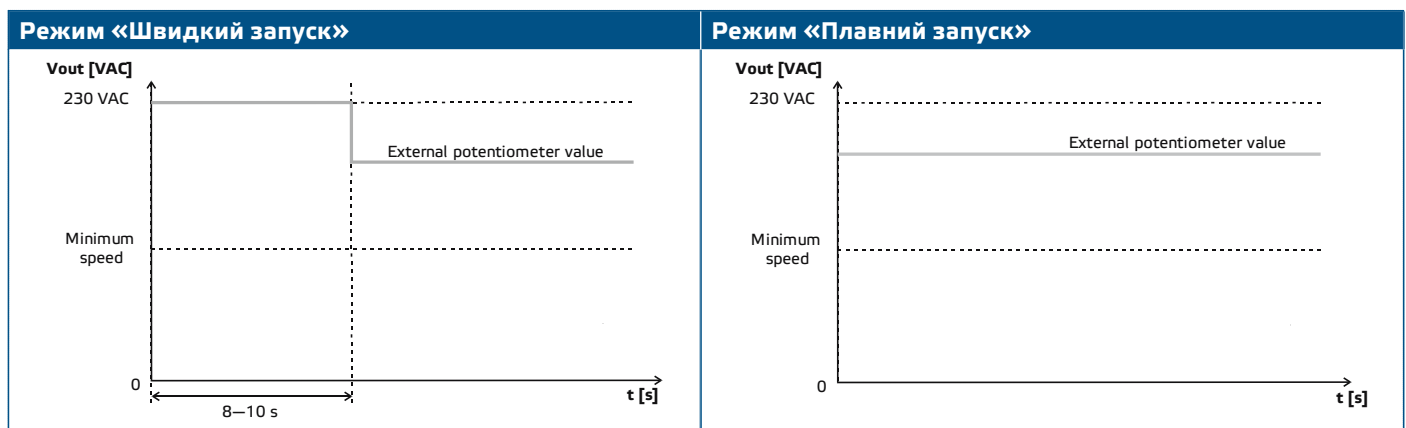 Режим «Швидкий запуск»
Vout [VAC]
230 VAC
External potentiometer value
Minimum
speed
0
t [s]
8—10 s
Режим «Плавний запуск»
Vout [VAC]
230 VAC
External potentiometer value
Minimum
speed
0
t [s]